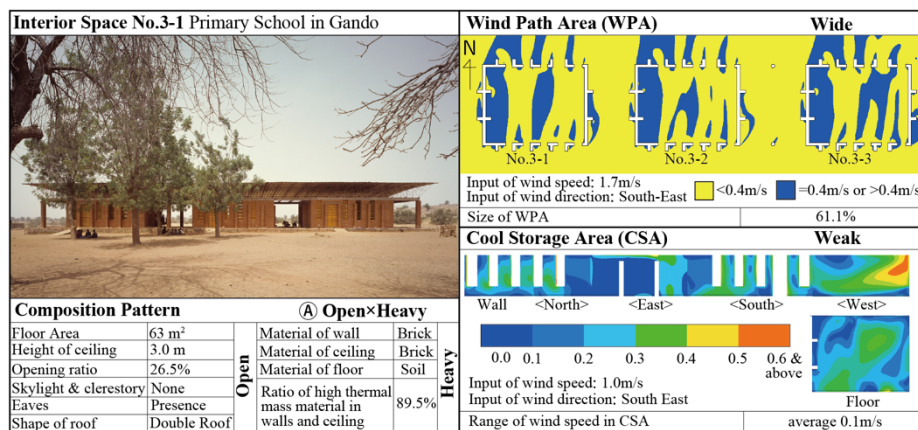 Interior Space No.3-1 Primary School in Gando
Composition Pattern
Ⓐ Open×Heavy
Floor Area 63 m²
Height of ceiling 3.0 m
Opening ratio 26.5%
Skylight & clerestory None
Eaves Presence
Shape of roof Double Roof
Open
Material of wall Brick
Material of ceiling Brick
Material of floor Soil
Ratio of high thermal
mass material in
walls and ceiling
89.5%
Heavy
Wind Path Area (WPA) Wide
N
No.3-1 No.3-2 No.3-3
Input of wind speed: 1.7m/s
Input of wind direction: South-East
<0.4m/s =0.4m/s or >0.4m/s
Size of WPA 61.1%
Cool Storage Area (CSA) Weak
Wall <North> <East> <South> <West>
0.0 0.1 0.2 0.3 0.4 0.5 0.6 &
above
Input of wind speed: 1.0m/s
Input of wind direction: South East
Floor
Range of wind speed in CSA average 0.1m/s